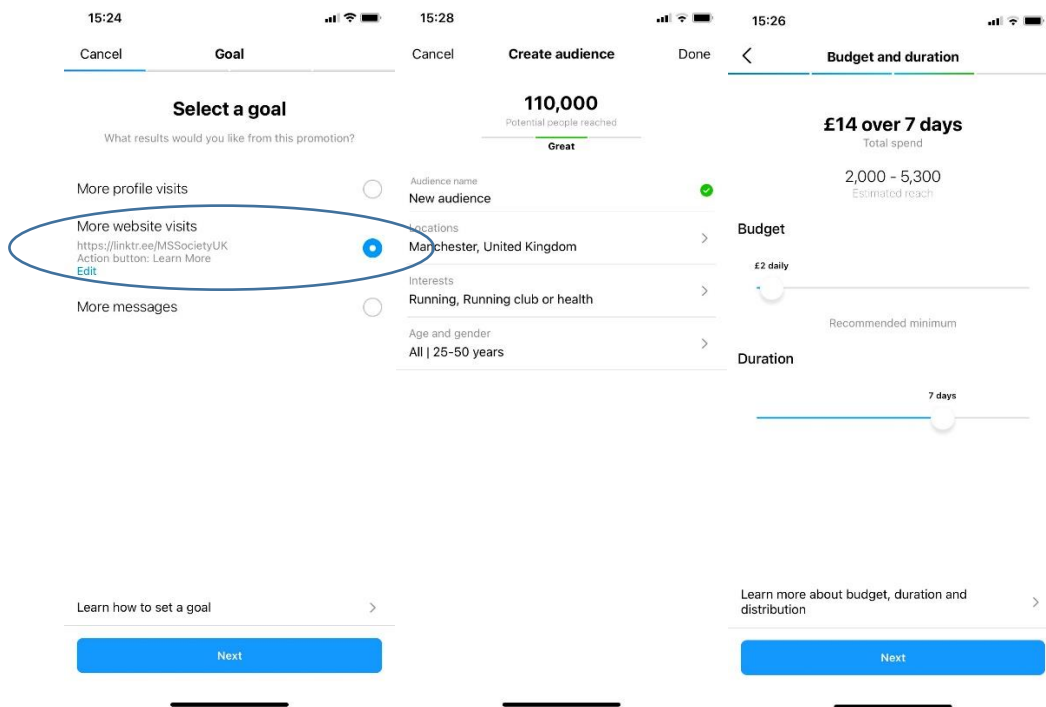 15:24
Cancel
Goal
Select a goal
What results would you like from this promotion?
More profile visits
More website visits
https://linktr.ee/MSSocietyUK
Action button: Learn More
Edit
More messages
Learn how to set a goal
Next
15:28
Cancel
Create audience
Done
110,000
Potential people reached
Great
Audience name
New audience
Locations
Manchester, United Kingdom
Interests
Running, Running club or health
Age and gender
All | 25-50 years
15:26
Budget and duration
£14 over 7 days
Total spend
2,000 - 5,300
Estimated reach
Budget
£2 daily
Recommended minimum
Duration
7 days
Learn more about budget, duration and
distribution
Next